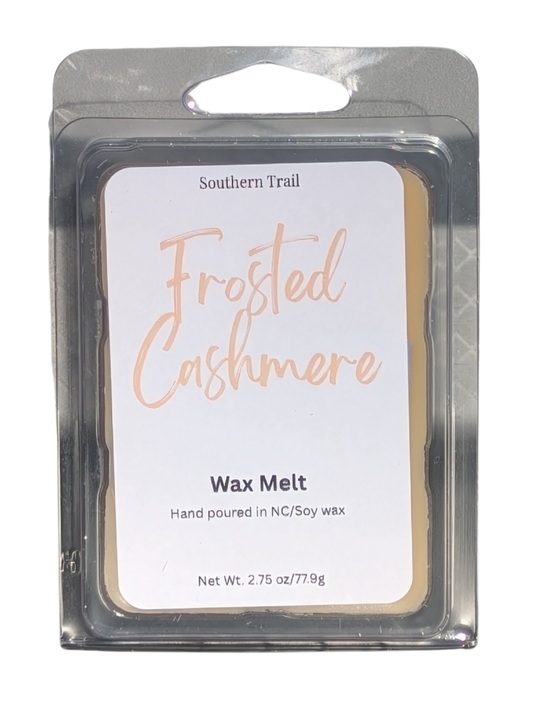 Southern Trail
Frosted
Cashmere
Wax Melt
Hand poured in NC/Soy wax
Net Wt. 2.75 oz/77.9g